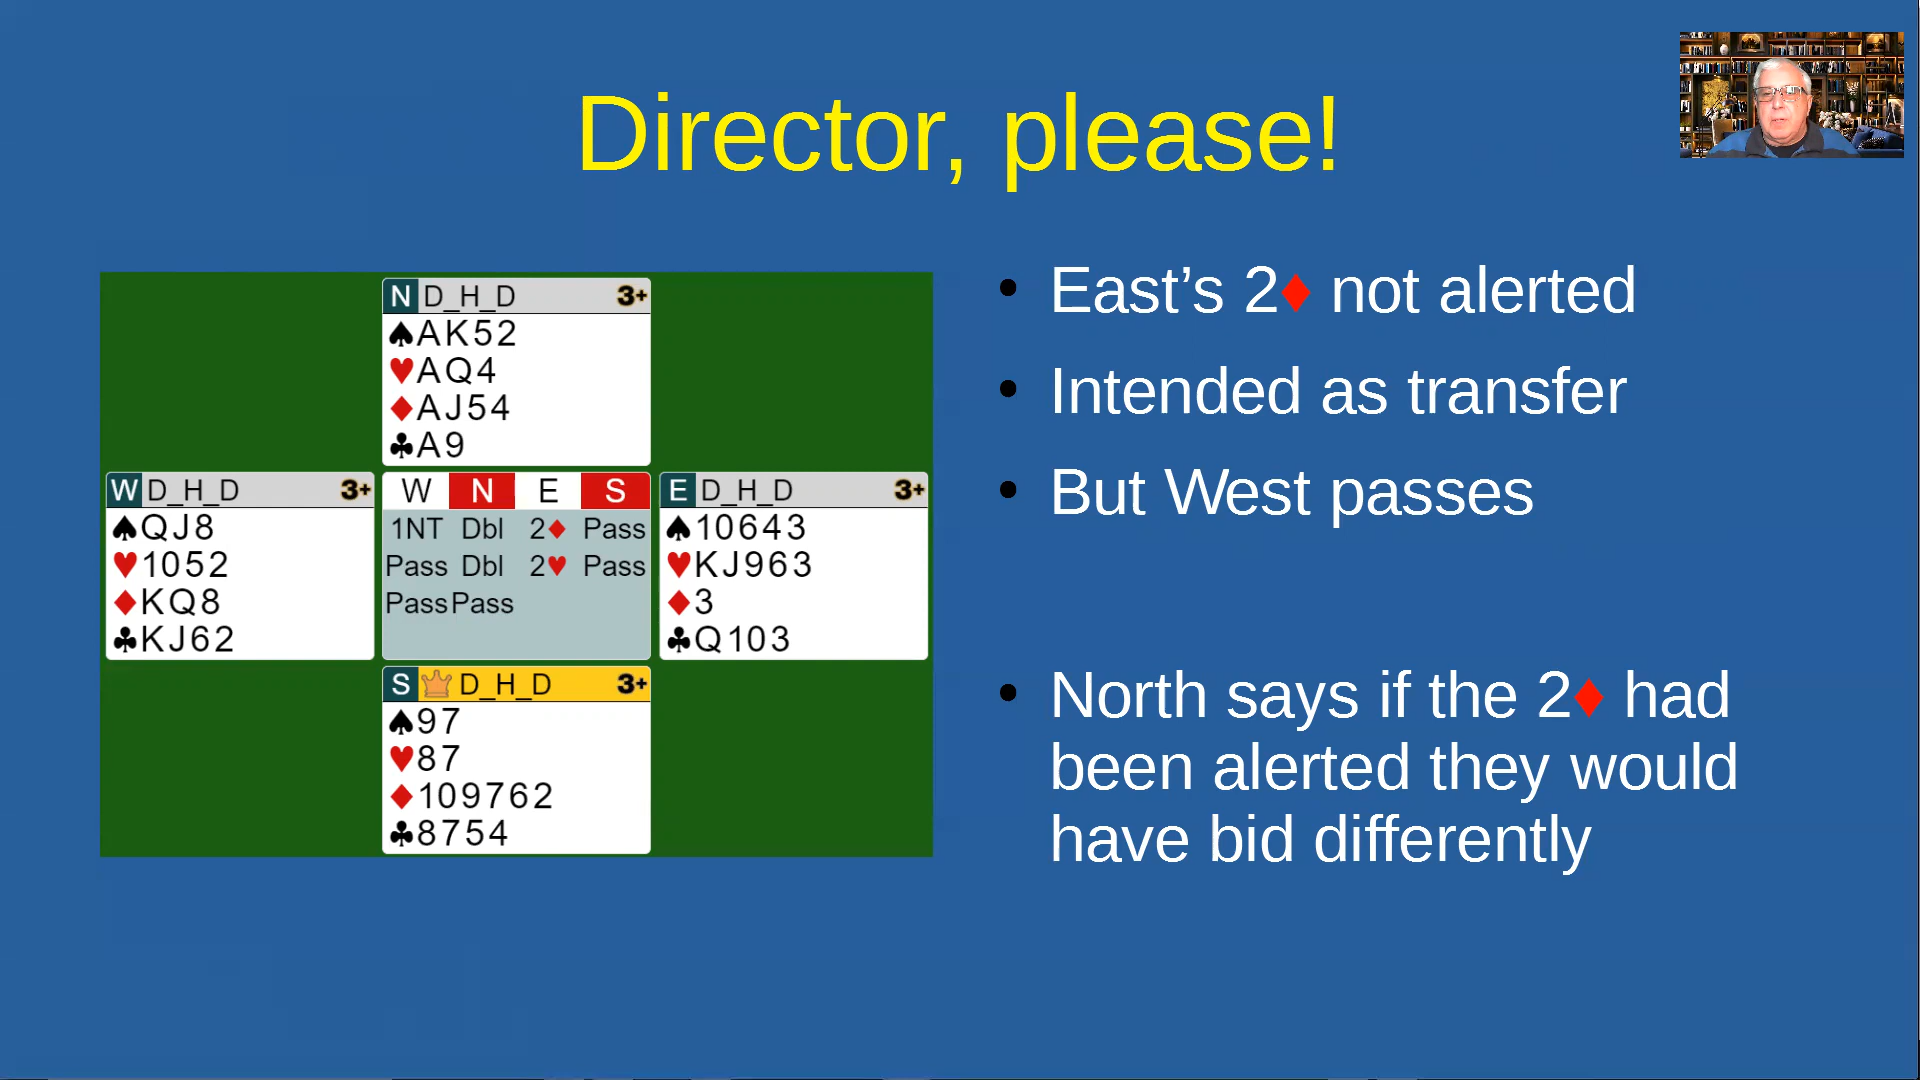 Director, please!
N D_H_D 3+
♠AK52
♥AQ4
♦AJ54
♣A9
W D_H_D 3+
♠QJ8
♥1052
♦KQ8
♣KJ62
W N E S
1NT Dbl 2♦ Pass
Pass Dbl 2♥ Pass
Pass Pass
E D_H_D 3+
♠10643
♥KJ963
♦3
♣Q103
S D_H_D 3+
♠97
♥87
♦109762
♣8754
• East’s 2♦ not alerted
• Intended as transfer
• But West passes
• North says if the 2♦ had
been alerted they would
have bid differently